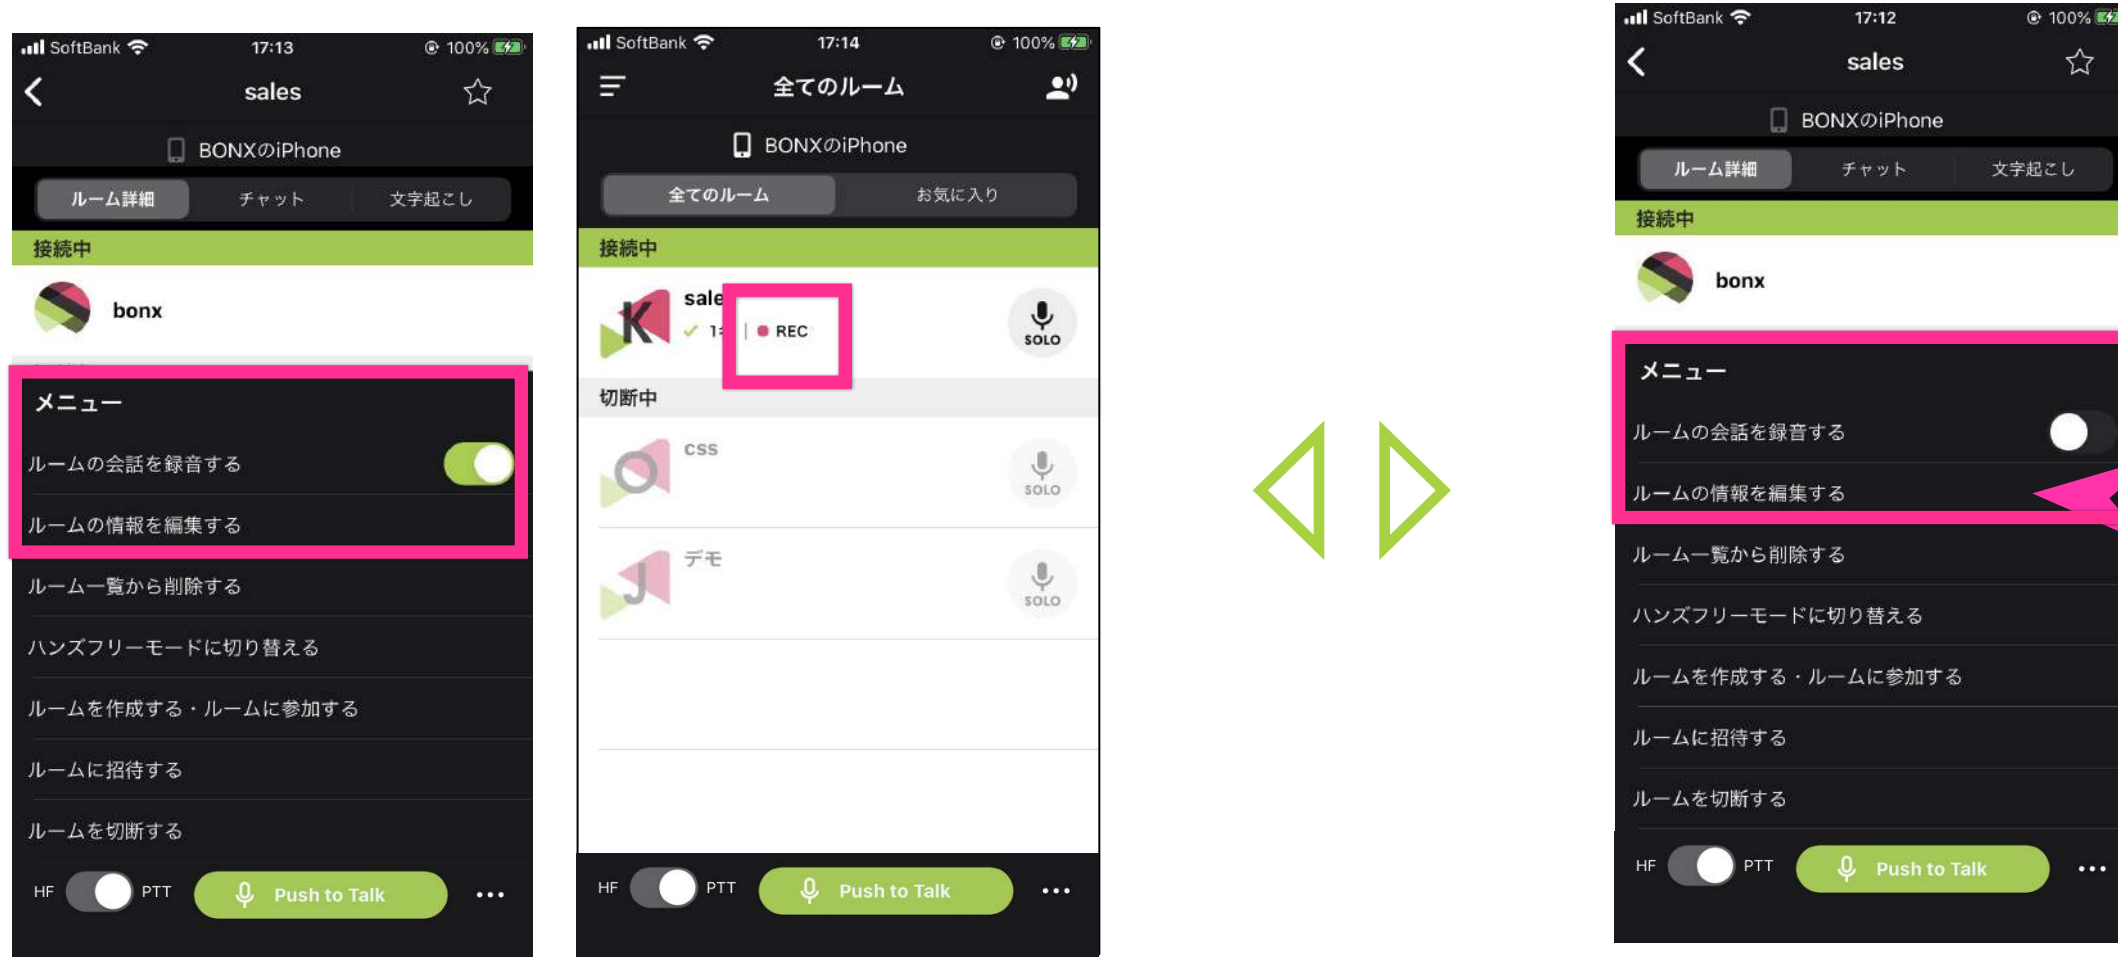 SoftBank 17:13 100%
sales
BONXのiPhone
ルーム詳細 チャット 文字起こし
接続中
bonx
メニュー
ルームの会話を録音する
ルームの情報を編集する
ルーム一覧から削除する
ハンズフリーモードに切り替える
ルームを作成する・ルームに参加する
ルームに招待する
ルームを切断する
HF PTT Push to Talk
SoftBank 17:14 100%
全てのルーム
BONXのiPhone
全てのルーム お気に入り
接続中
K sale
1 | REC
SOLO
切断中
O css
SOLO
J デモ
SOLO
HF PTT Push to Talk
SoftBank 17:12 100%
sales
BONXのiPhone
ルーム詳細 チャット 文字起こし
接続中
bonx
メニュー
ルームの会話を録音する
ルームの情報を編集する
ルーム一覧から削除する
ハンズフリーモードに切り替える
ルームを作成する・ルームに参加する
ルームに招待する
ルームを切断する
HF PTT Push to Talk